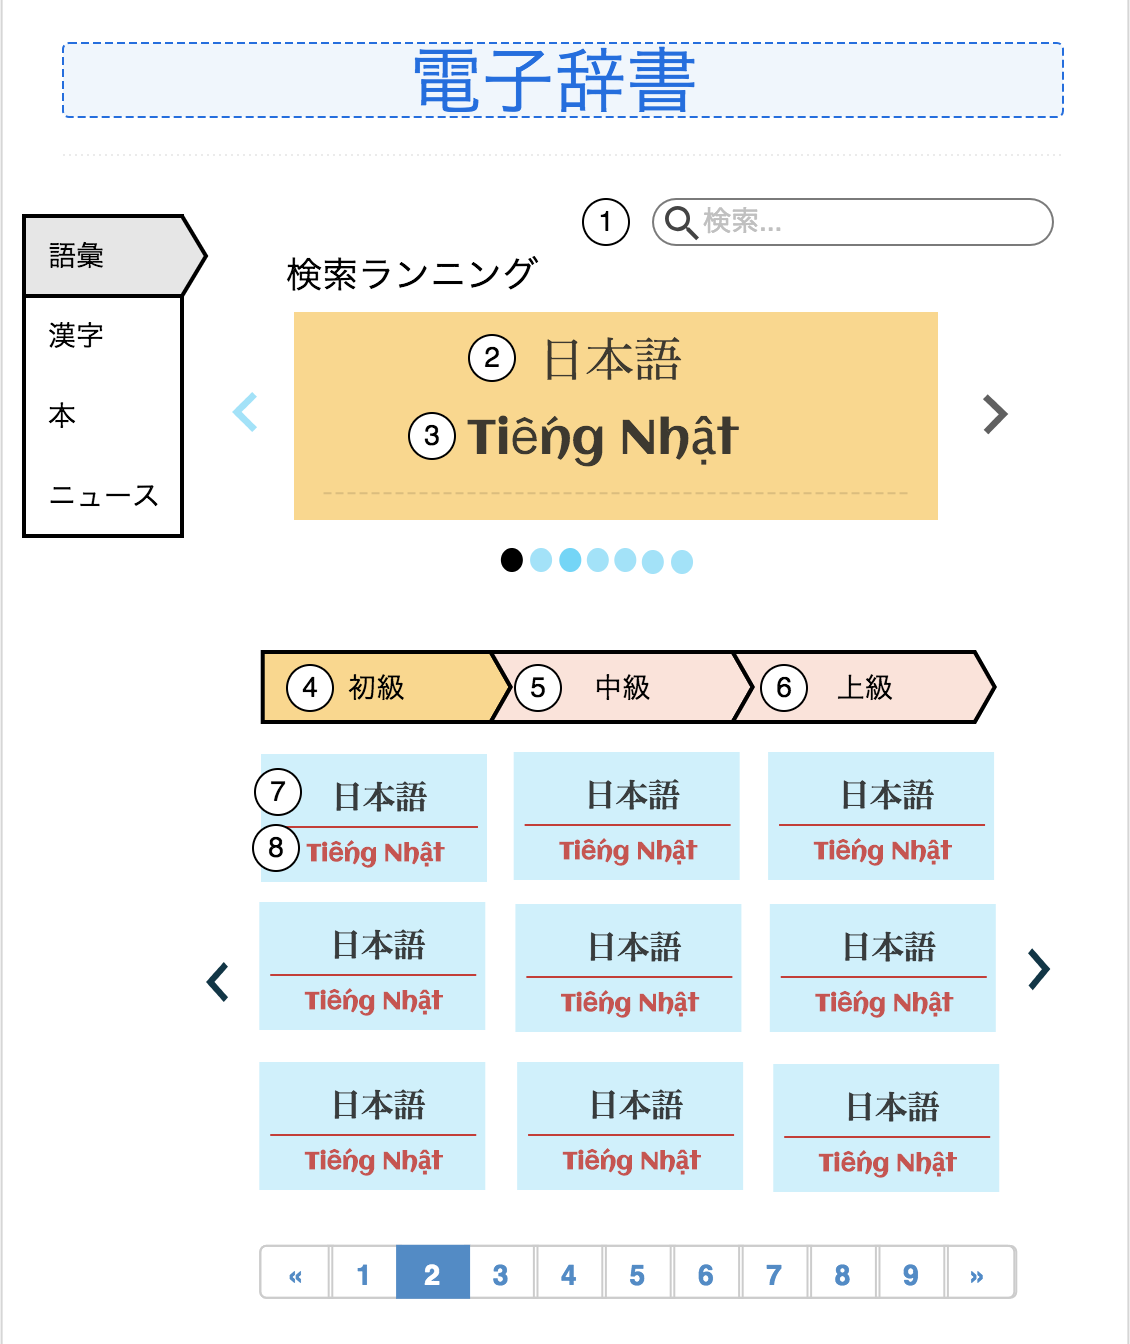 電子辞書
1 検索...
語彙
漢字
本
ニュース
検索ランニング
2 日本語
3 Tiếng Nhật
4 初級 5 中級 6 上級
7 日本語 日本語 日本語
8 Tiếng Nhật Tiếng Nhật Tiếng Nhật
日本語 日本語 日本語
Tiếng Nhật Tiếng Nhật Tiếng Nhật
日本語 日本語 日本語
Tiếng Nhật Tiếng Nhật Tiếng Nhật
« 1 2 3 4 5 6 7 8 9 »